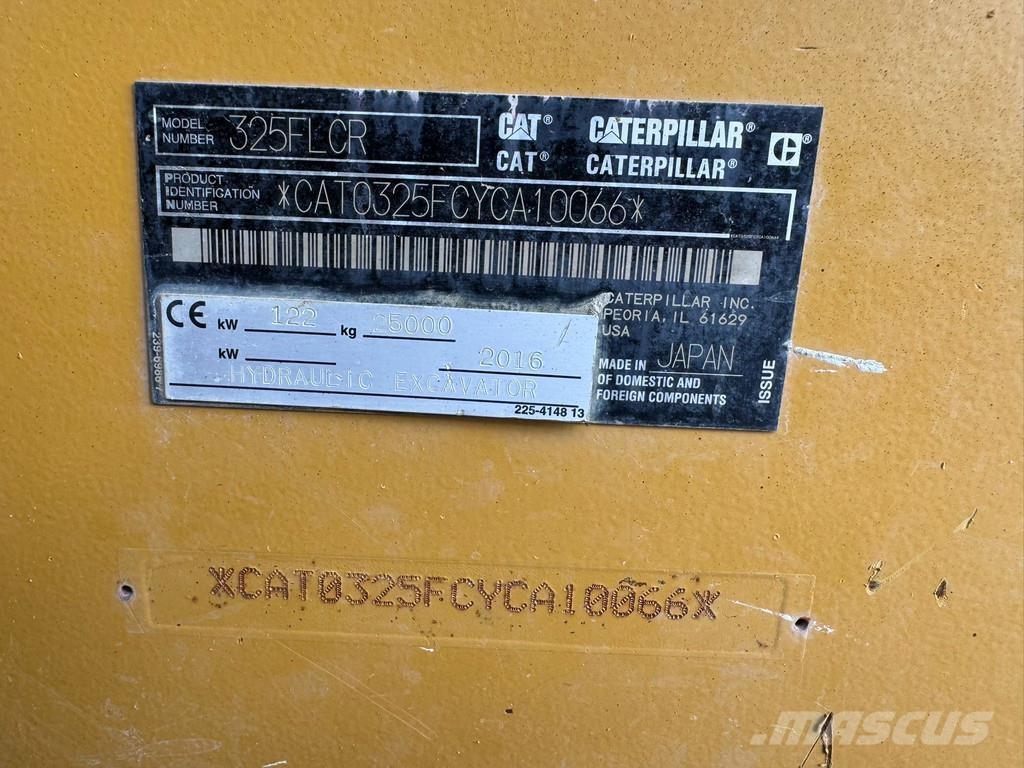 MODEL NUMBER 325FLCR
CAT® CATERPILLAR®
CAT® CATERPILLAR®
PRODUCT IDENTIFICATION NUMBER *CAT0325FCYCA10066*
CATERPILLAR INC.
PEORIA, IL 61629
USA
MADE IN JAPAN
OF DOMESTIC AND
FOREIGN COMPONENTS
ISSUE
CE kW 122 kg 25000
kW 2016
HYDRAULIC EXCAVATOR
225-4148 13
*CAT0325FCYCA10066*
MASCUS